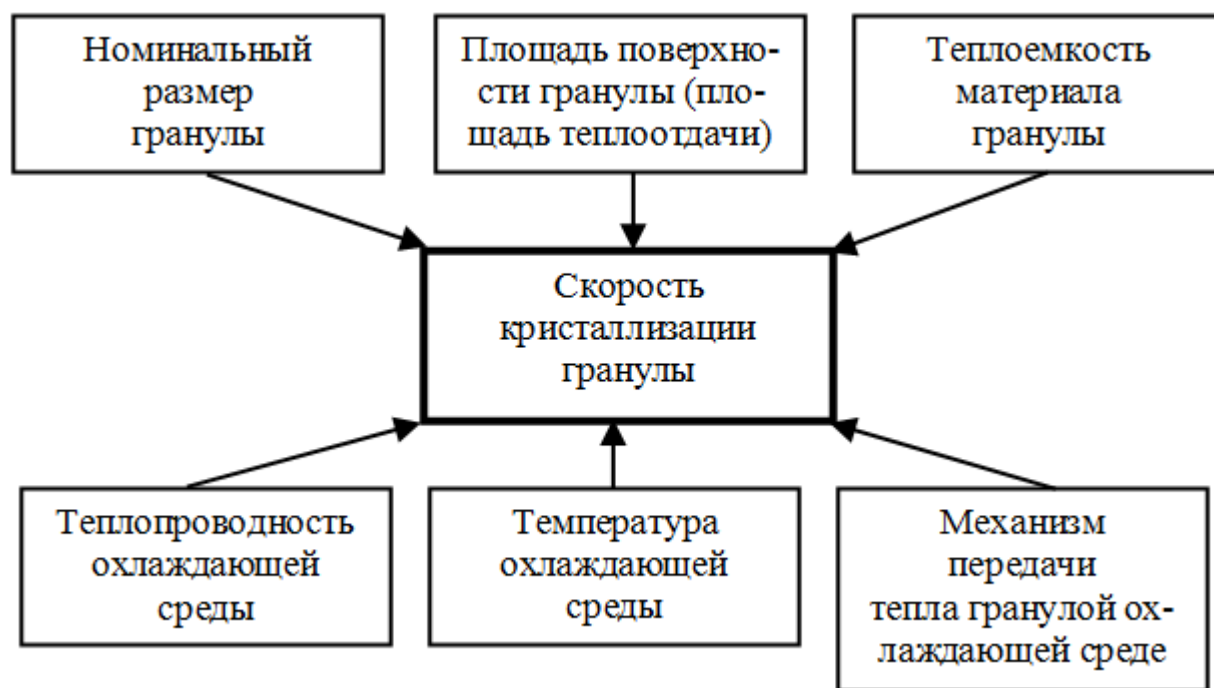 Номинальный
размер
гранулы
Площадь поверхно-
сти гранулы (пло-
щадь теплоотдачи)
Теплоемкость
материала
гранулы
Скорость
кристаллизации
гранулы
Теплопроводность
охлаждающей
среды
Температура
охлаждающей
среды
Механизм
передачи
тепла гранулой ох-
лаждающей среде